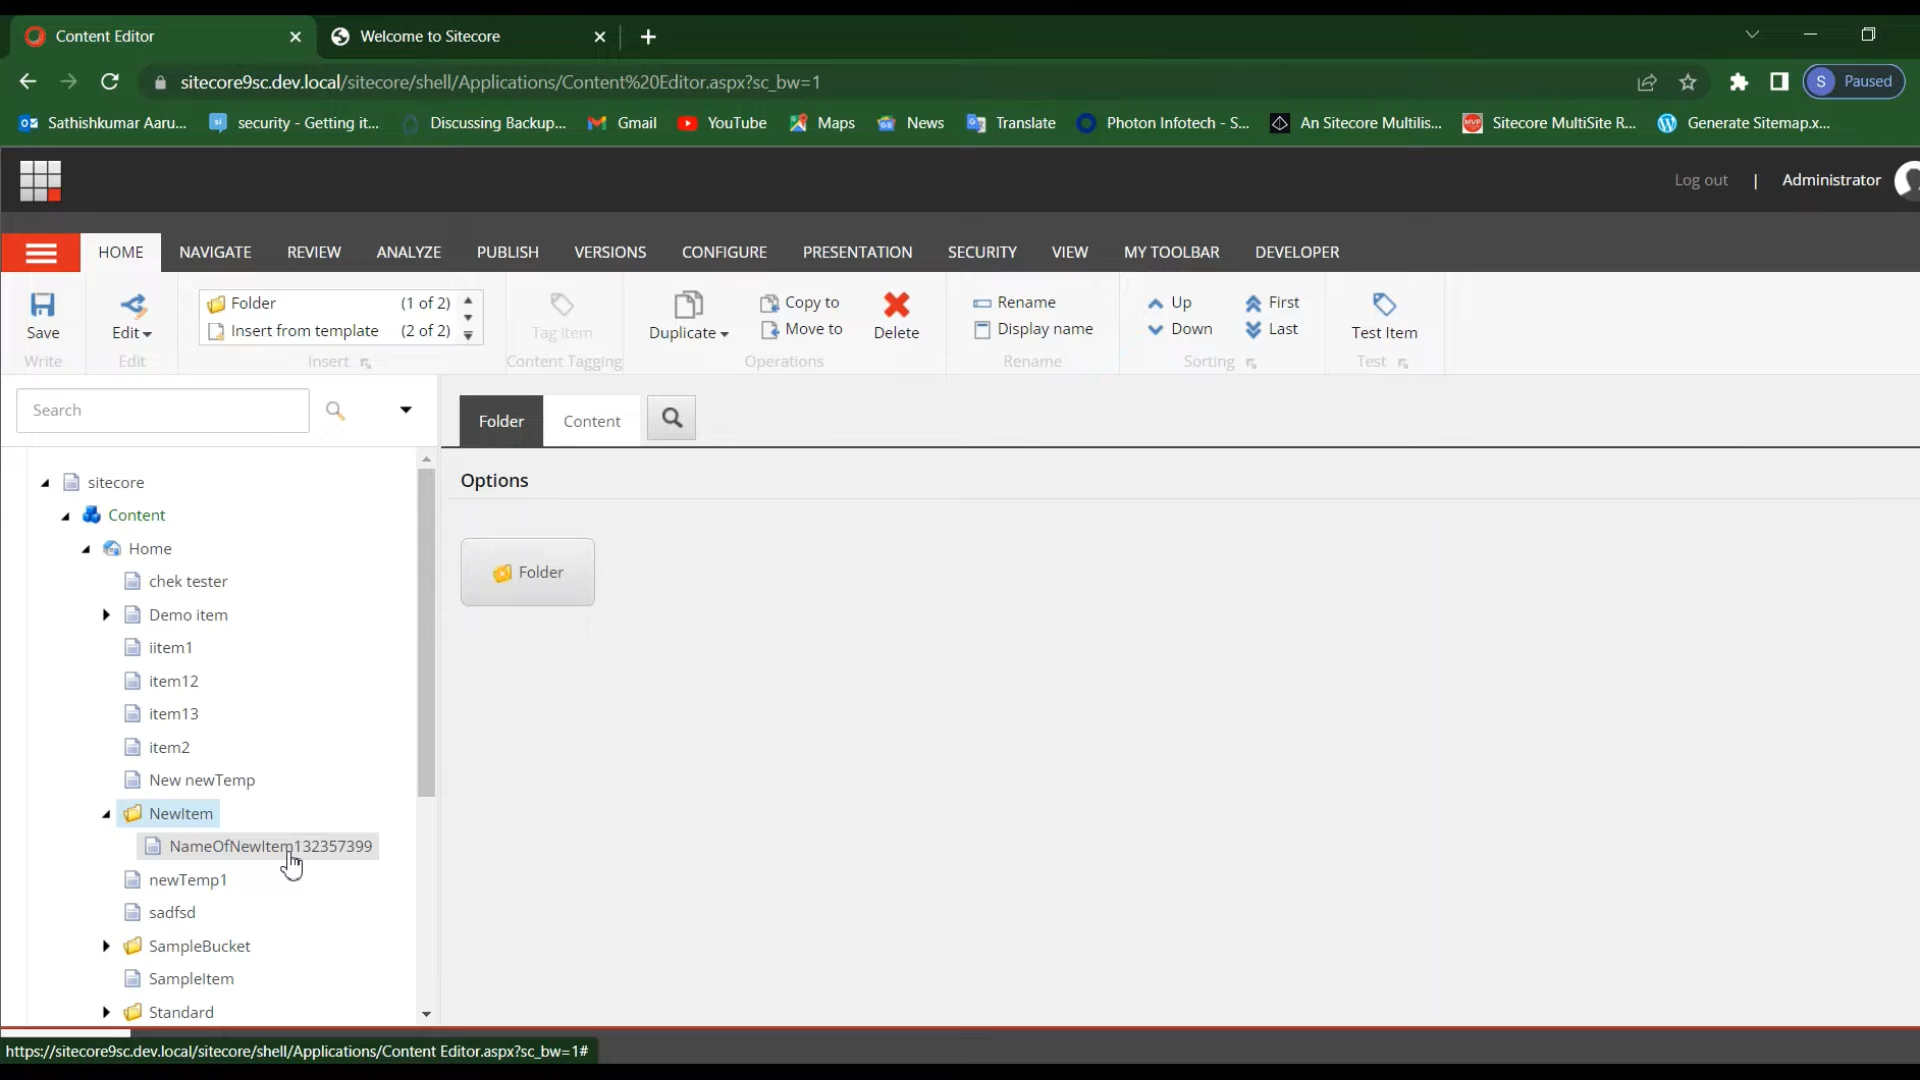 Content Editor
Welcome to Sitecore
sitecore9sc.dev.local/sitecore/shell/Applications/Content%20Editor.aspx?sc_bw=1
S Paused
Sathishkumar Aaru...
security - Getting it...
Discussing Backup...
Gmail
YouTube
Maps
News
Translate
Photon Infotech - S...
An Sitecore Multilis...
Sitecore MultiSite R...
Generate Sitemap.x...
Log out | Administrator
HOME NAVIGATE REVIEW ANALYZE PUBLISH VERSIONS CONFIGURE PRESENTATION SECURITY VIEW MY TOOLBAR DEVELOPER
Save
Write
Edit
Edit
Folder (1 of 2)
Insert from template (2 of 2)
Insert
Tag Item
Content Tagging
Duplicate
Copy to
Move to
Delete
Operations
Rename
Display name
Rename
Up
Down
First
Last
Sorting
Test Item
Test
Search
sitecore
Content
Home
chek tester
Demo item
iitem1
item12
item13
item2
New newTemp
NewItem
NameOfNewItem132357399
newTemp1
sadfsd
SampleBucket
SampleItem
Standard
Folder
Content
Options
Folder
https://sitecore9sc.dev.local/sitecore/shell/Applications/Content Editor.aspx?sc_bw=1#